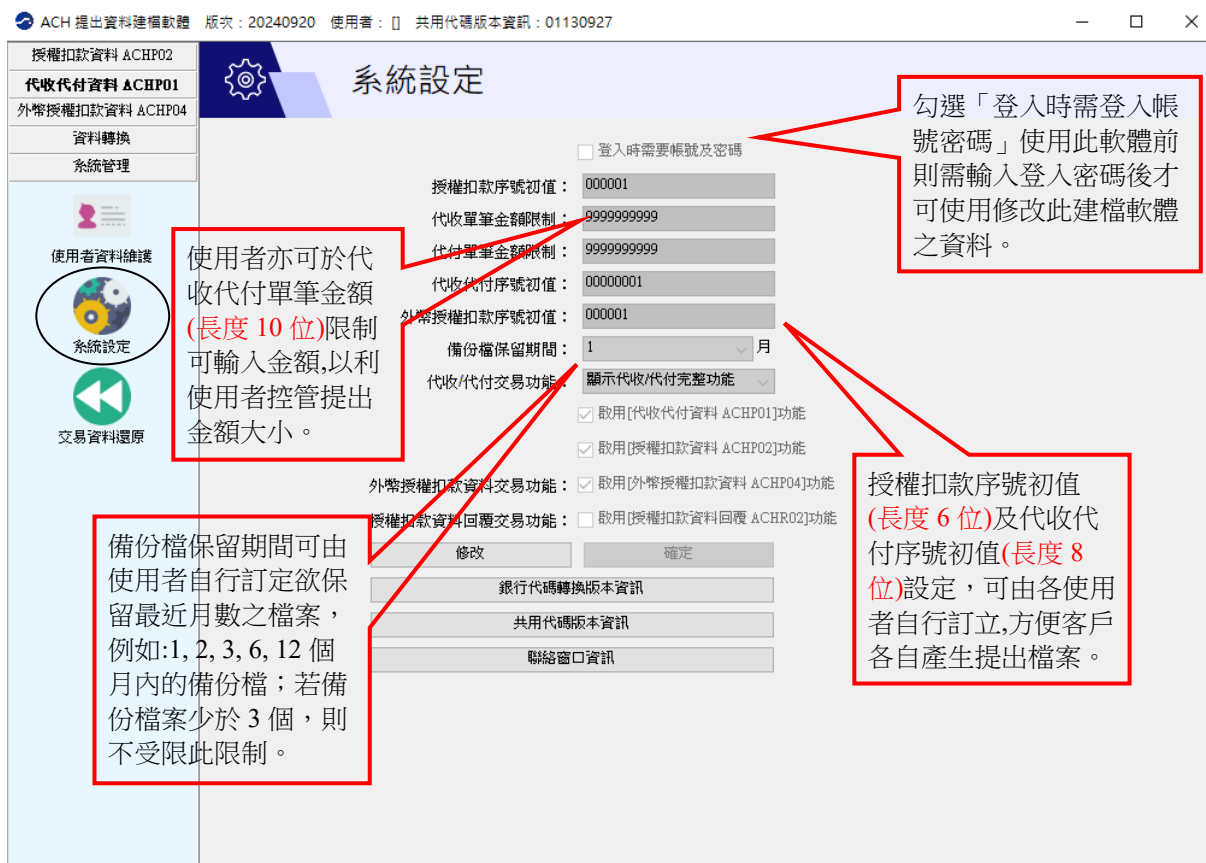 ACH 提出資料建檔軟體 版次：20240920 使用者： [] 共用代碼版本資訊：01130927
授權扣款資料 ACHP02
代收代付資料 ACHP01
外幣授權扣款資料 ACHP04
資料轉換
系統管理
使用者資料維護
系統設定
交易資料還原
系統設定
登入時需要帳號及密碼
授權扣款序號初值： 000001
代收單筆金額限制： 9999999999
代付單筆金額限制： 9999999999
代收代付序號初值： 00000001
外幣授權扣款序號初值： 000001
備份檔保留期間： 1 月
代收/代付交易功能： 顯示代收/代付完整功能
啟用[代收代付資料 ACHP01]功能
啟用[授權扣款資料 ACHP02]功能
外幣授權扣款資料交易功能： 啟用[外幣授權扣款資料 ACHP04]功能
授權扣款資料回覆交易功能： 啟用[授權扣款資料回覆 ACHR02]功能
修改 確定
銀行代碼轉換版本資訊
共用代碼版本資訊
聯絡窗口資訊
勾選「登入時需登入帳
號密碼」使用此軟體前
則需輸入登入密碼後才
可使用修改此建檔軟體
之資料。
使用者亦可於代
收代付單筆金額
(長度 10 位)限制
可輸入金額,以利
使用者控管提出
金額大小。
備份檔保留期間可由
使用者自行訂定欲保
留最近月數之檔案，
例如:1, 2, 3, 6, 12 個
月內的備份檔；若備
份檔案少於 3 個，則
不受限此限制。
授權扣款序號初值
(長度 6 位)及代收代
付序號初值(長度 8
位)設定，可由各使用
者自行訂立,方便客戶
各自產生提出檔案。